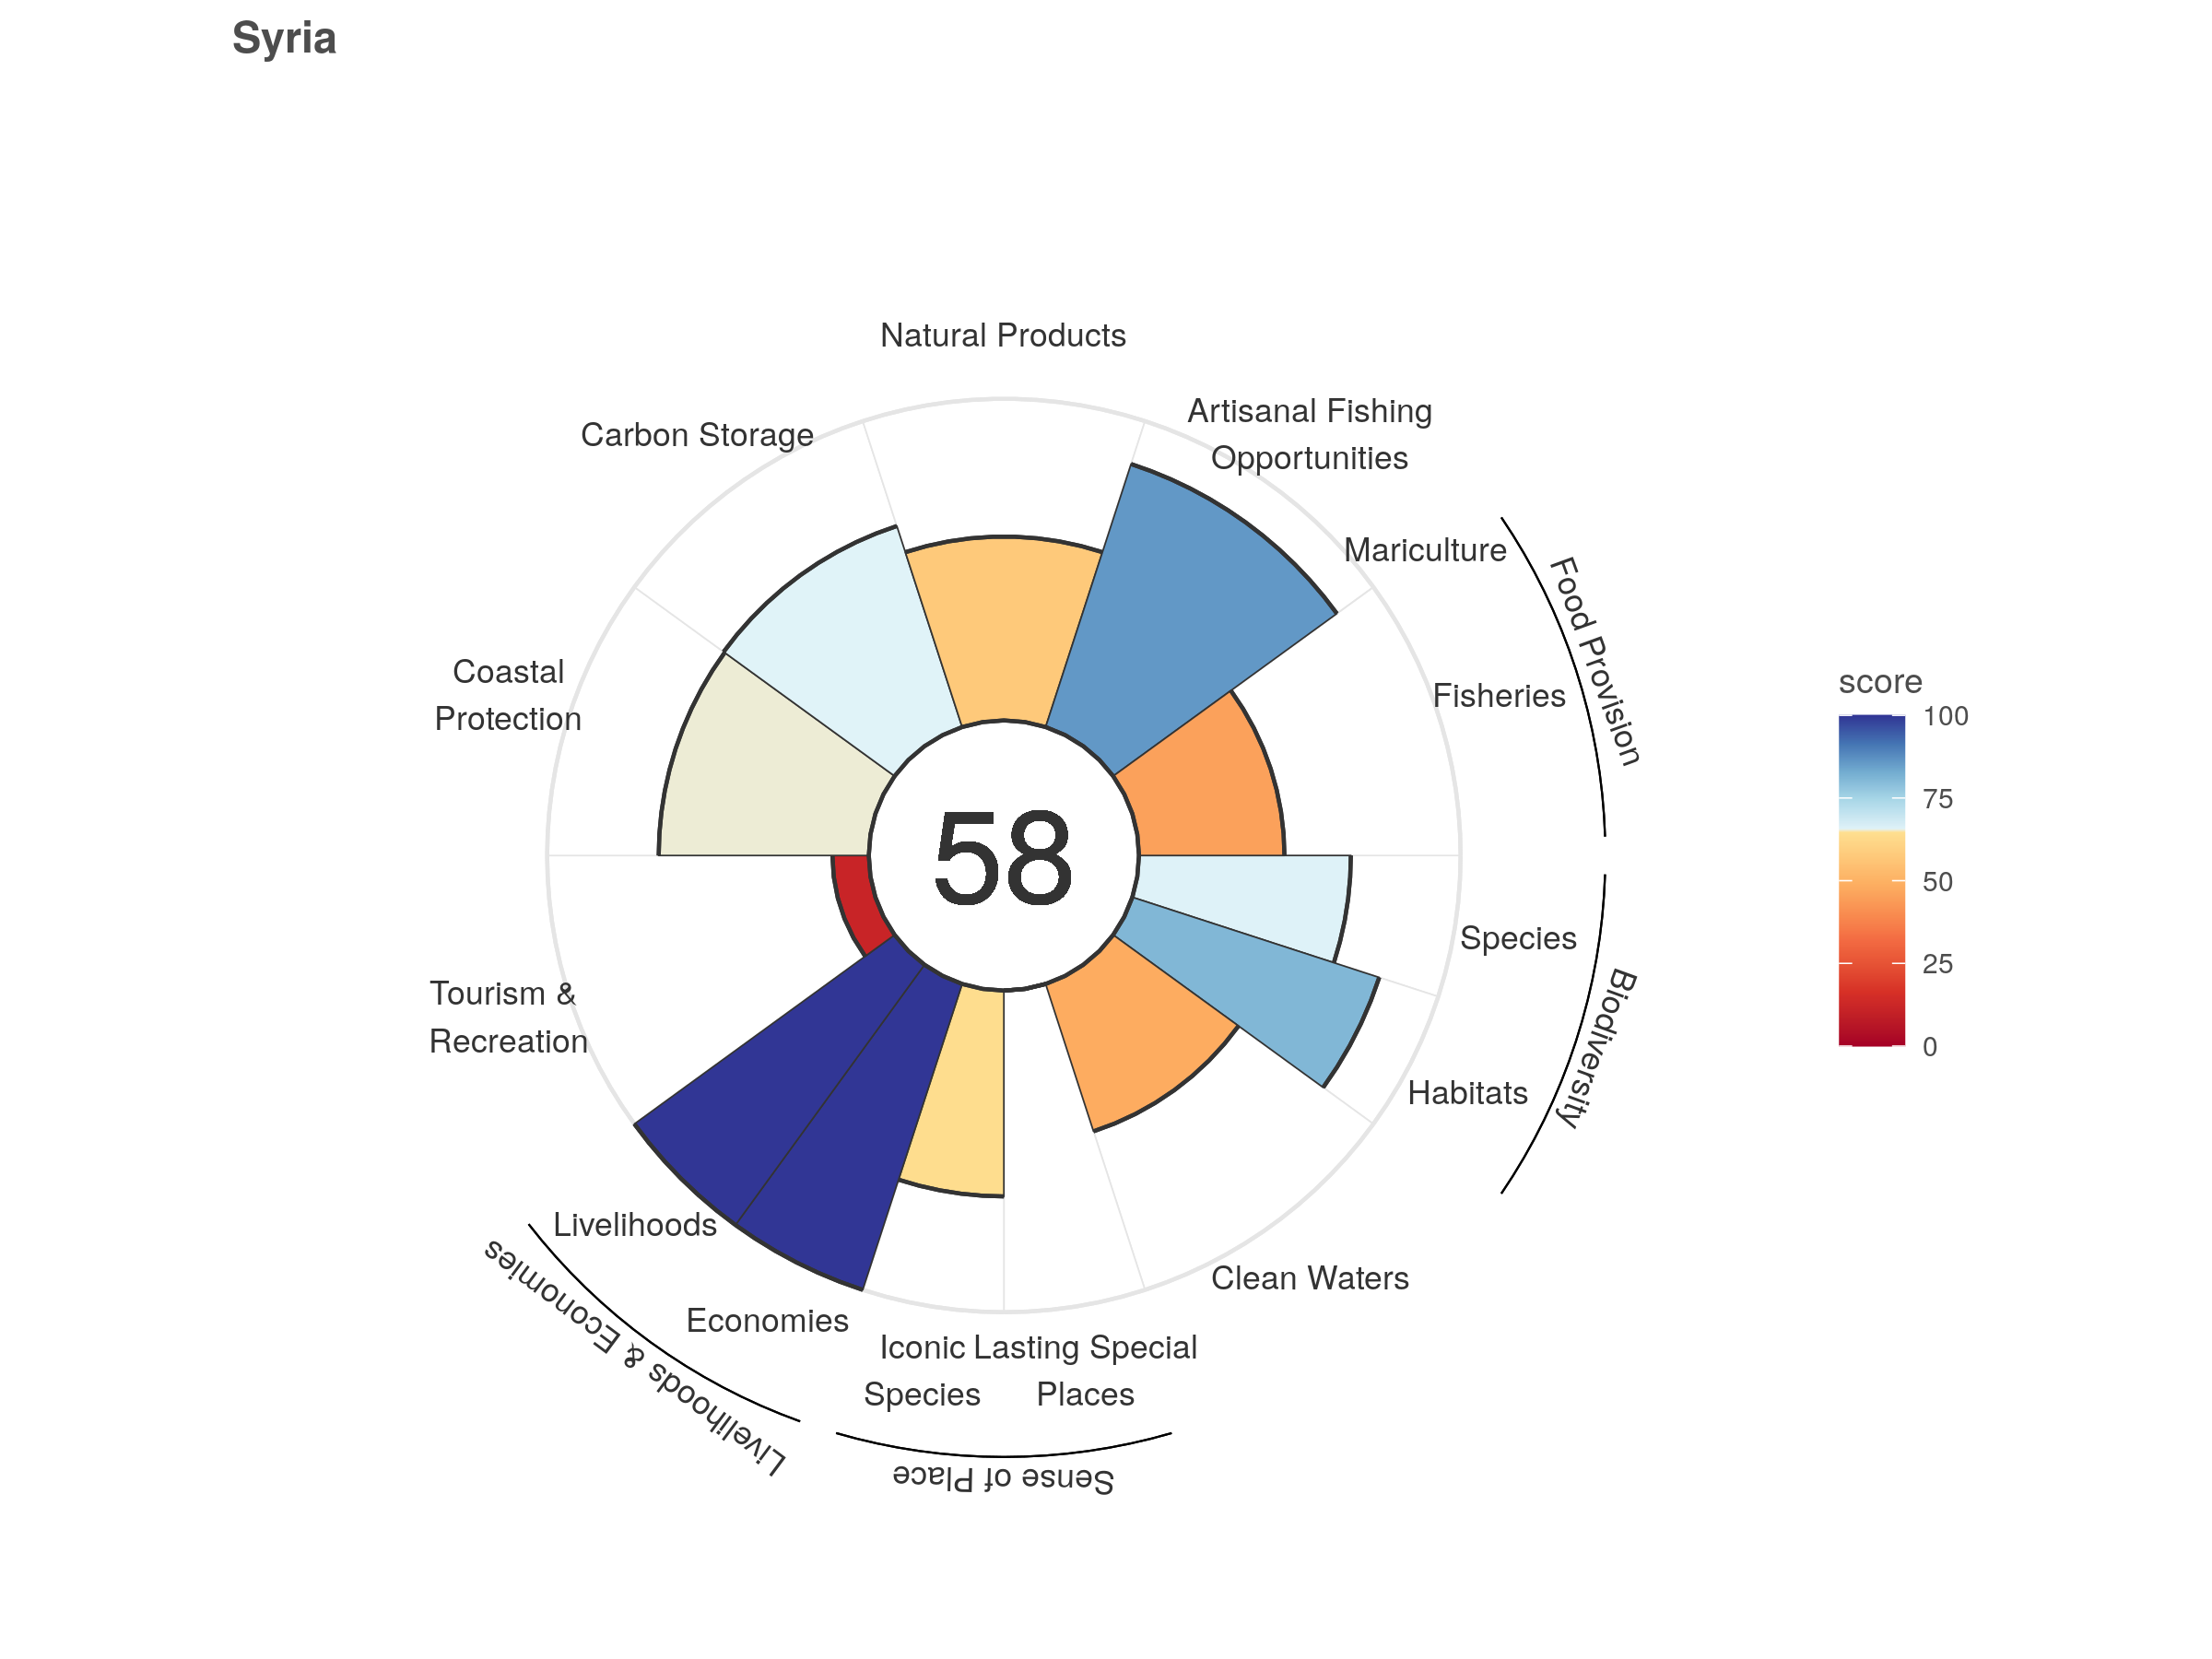 Syria
Natural Products
Artisanal Fishing
Opportunities
Carbon Storage
Mariculture
Food Provision
Fisheries
Coastal
Protection
score
100
75
50
25
0
58
Species
Biodiversity
Habitats
Tourism &
Recreation
Livelihoods
Economies
Livelihoods & Economies
Clean Waters
Iconic
Species
Lasting Special
Places
Sense of Place